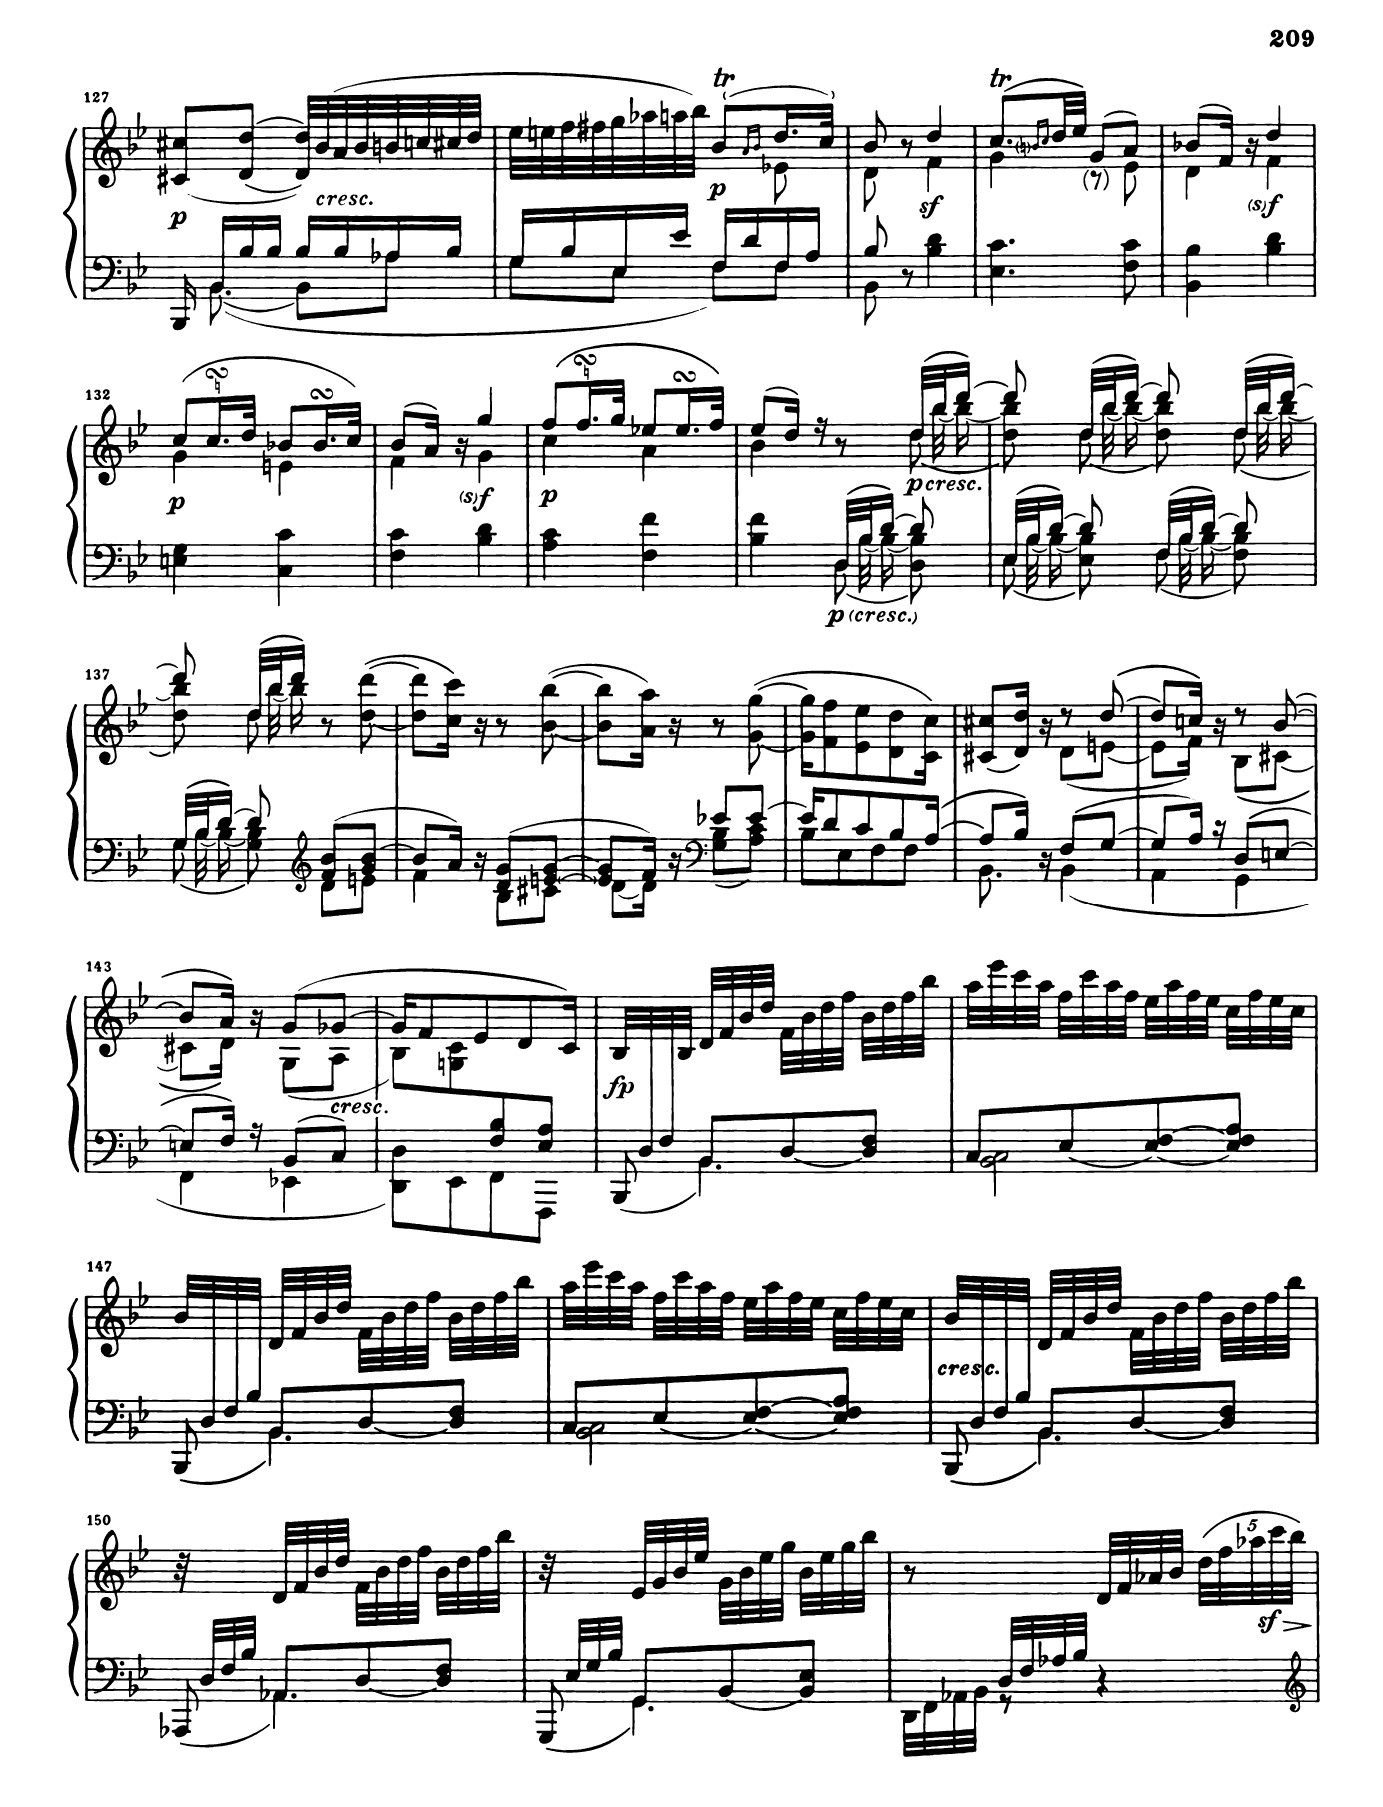 209
127
tr
tr
p
cresc.
p
sf
(s)f
132
p
(s)f
p
p cresc.
p (cresc.)
137
143
cresc.
fp
147
cresc.
150
5
sf